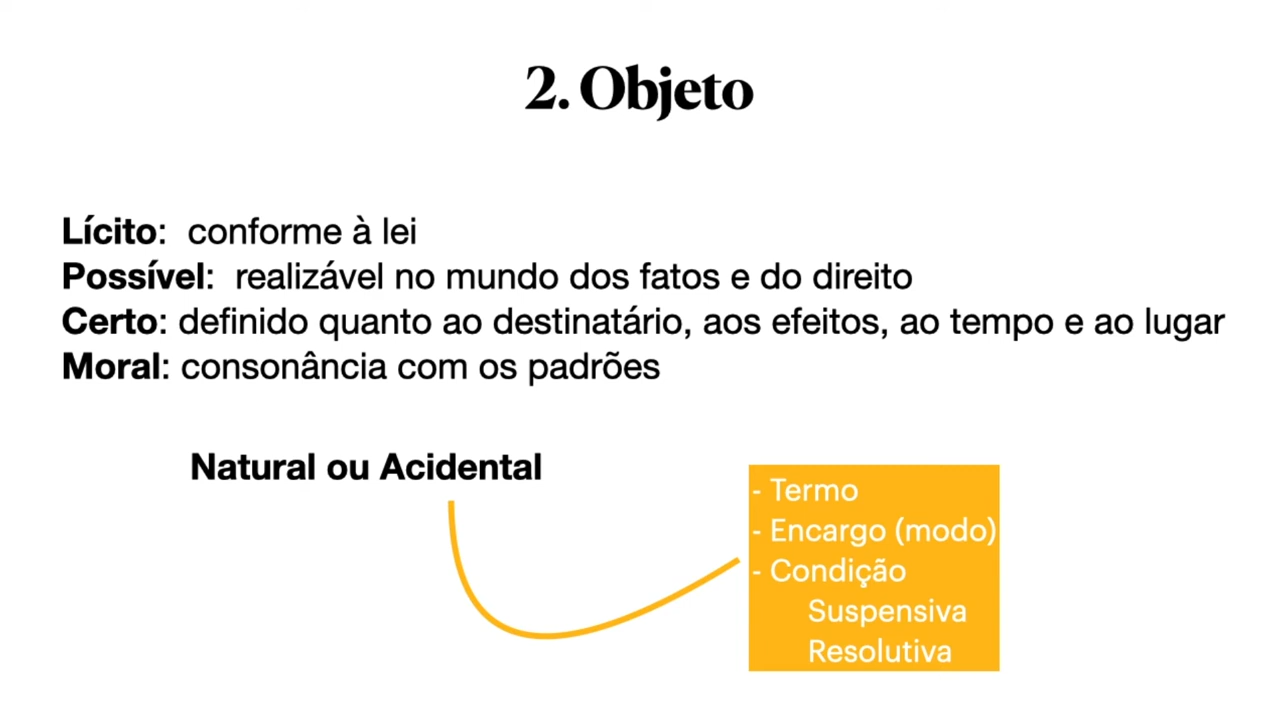 2. Objeto
Lícito:  conforme à lei
Possível:  realizável no mundo dos fatos e do direito
Certo: definido quanto ao destinatário, aos efeitos, ao tempo e ao lugar
Moral: consonância com os padrões
Natural ou Acidental
- Termo
- Encargo (modo)
- Condição
Suspensiva
Resolutiva